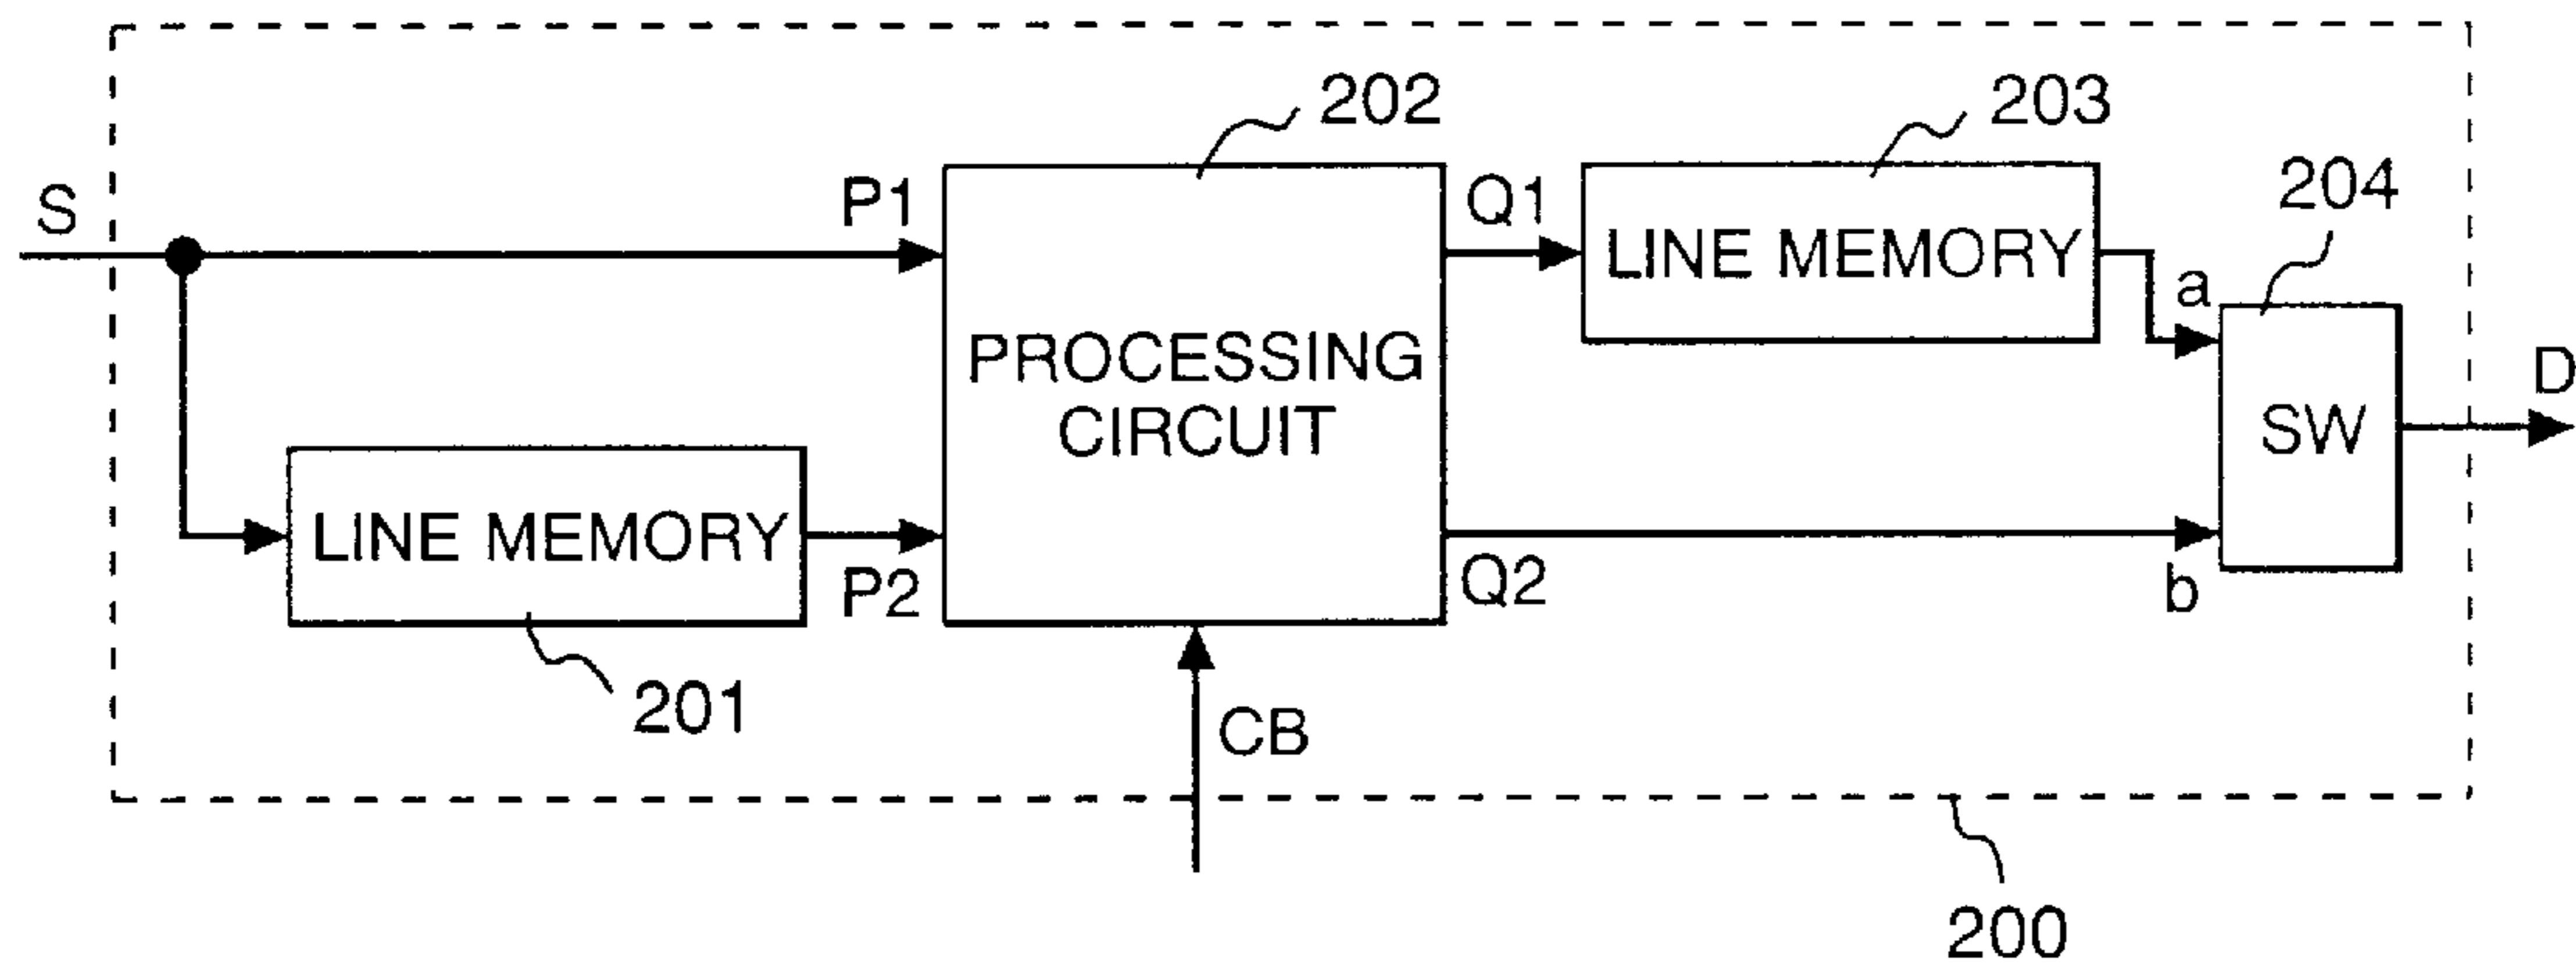 202
203
204
S
P1
Q1
LINE MEMORY
a
PROCESSING
CIRCUIT
D
SW
LINE MEMORY
P2
Q2
b
201
CB
200